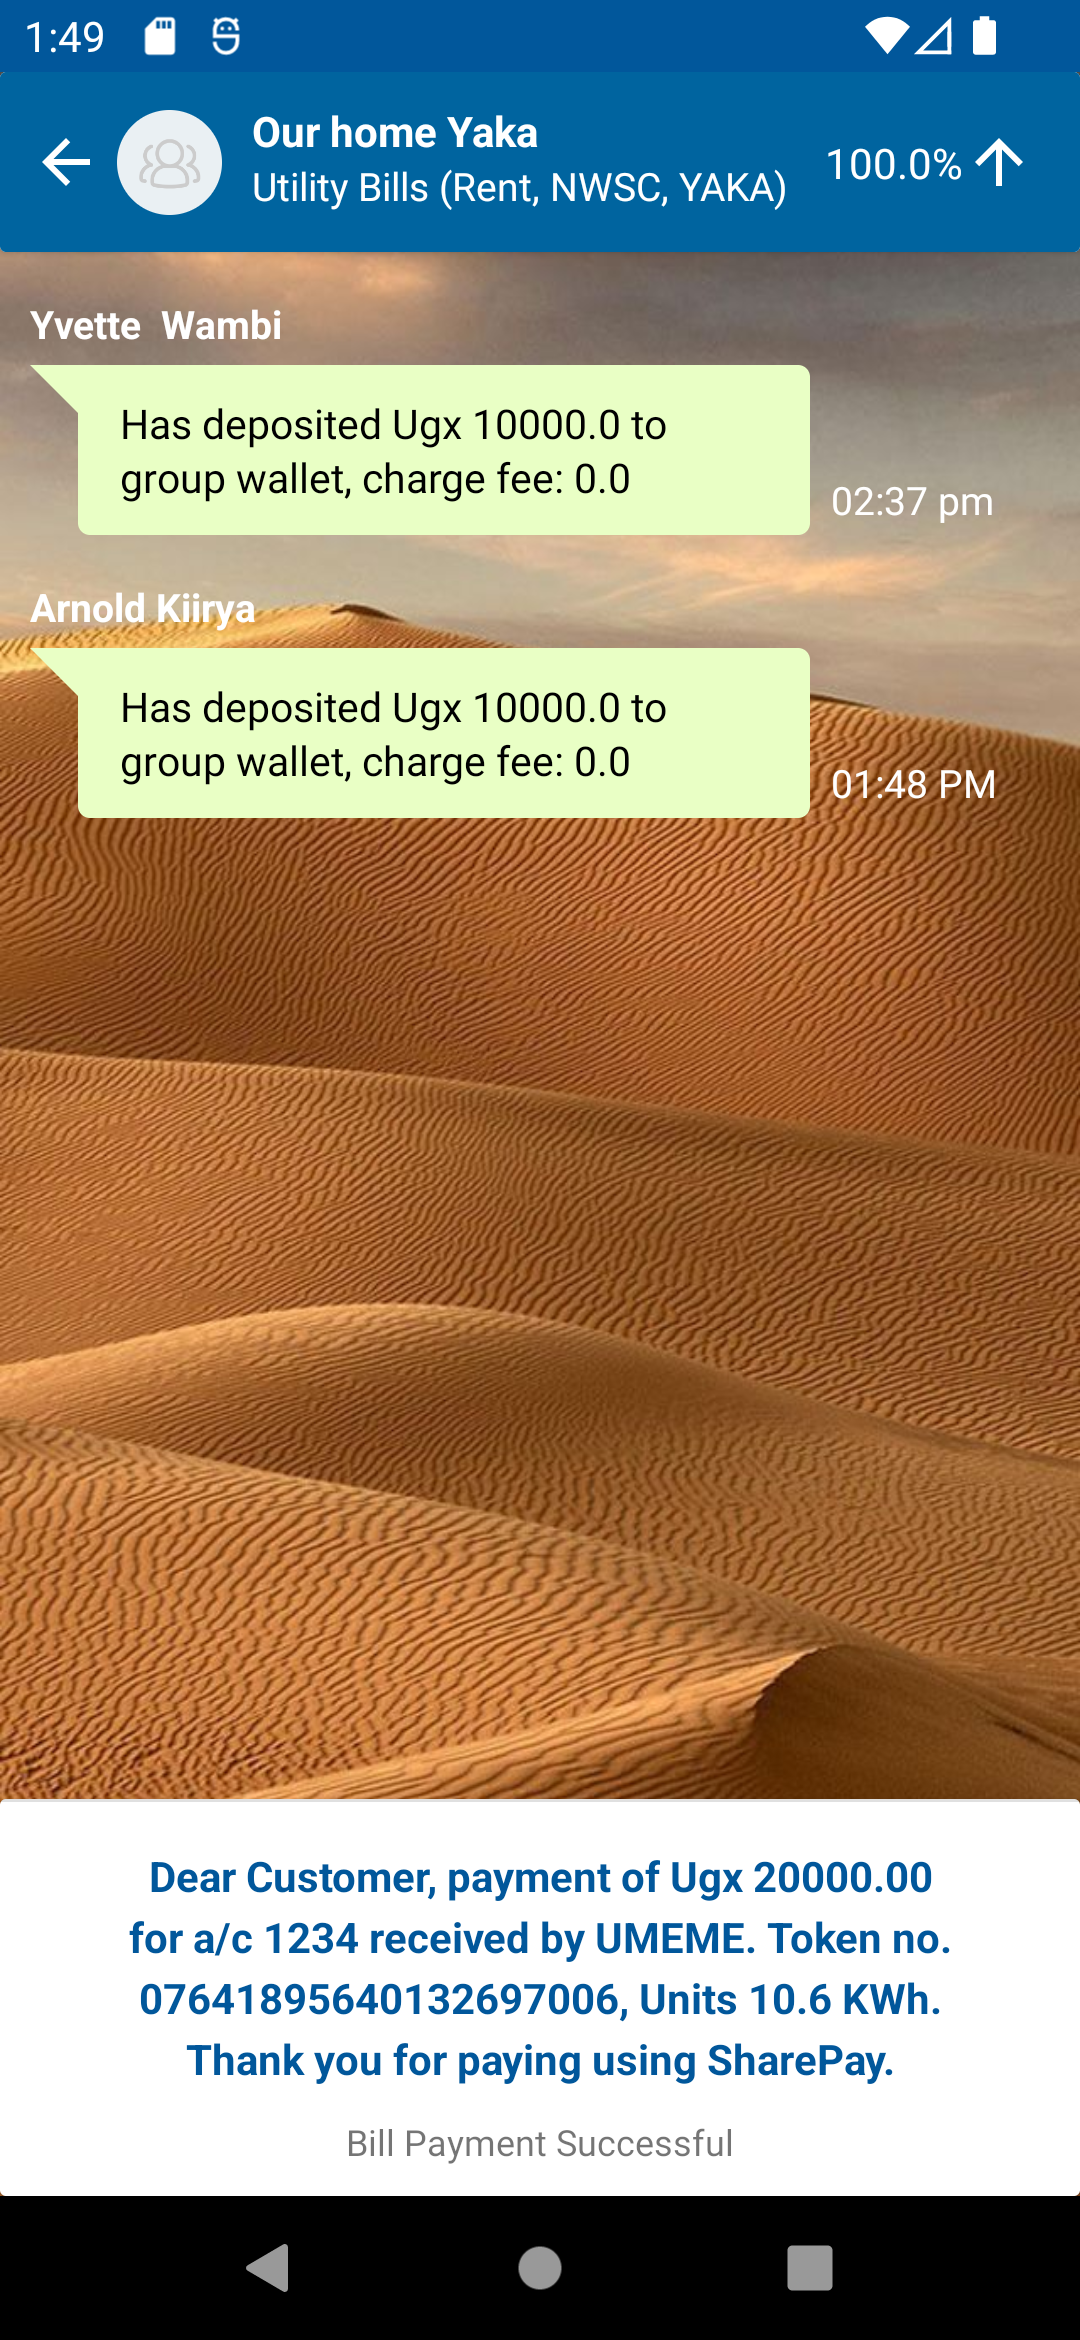 1:49
Our home Yaka
Utility Bills (Rent, NWSC, YAKA)
100.0%
Yvette  Wambi
Has deposited Ugx 10000.0 to
group wallet, charge fee: 0.0
02:37 pm
Arnold Kiirya
Has deposited Ugx 10000.0 to
group wallet, charge fee: 0.0
01:48 PM
Dear Customer, payment of Ugx 20000.00
for a/c 1234 received by UMEME. Token no.
07641895640132697006, Units 10.6 KWh.
Thank you for paying using SharePay.
Bill Payment Successful